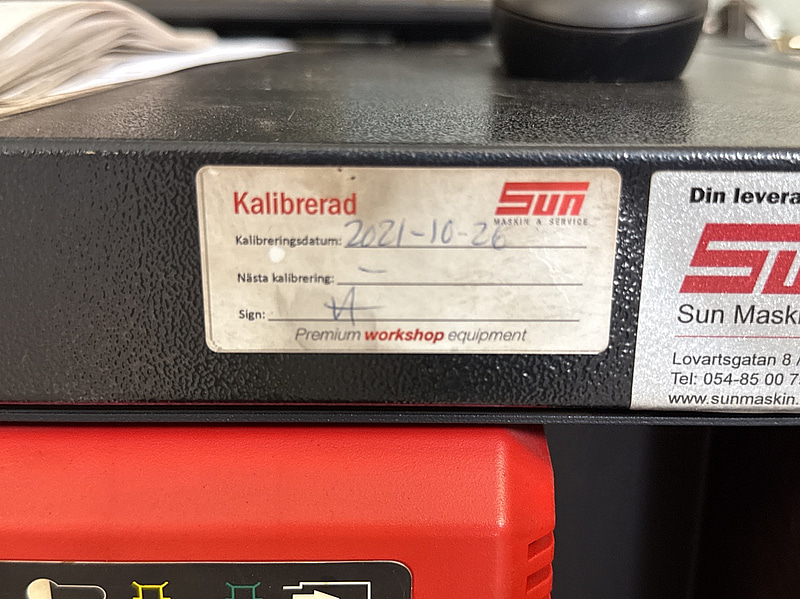 Kalibrerad
Sun
MASKIN & SERVICE
Kalibreringsdatum: 2021-10-26
Nästa kalibrering: –
Sign:
Premium workshop equipment
Din levera
Su
Sun Maski
Lovartsgatan 8
Tel: 054-85 00 7
www.sunmaskin.